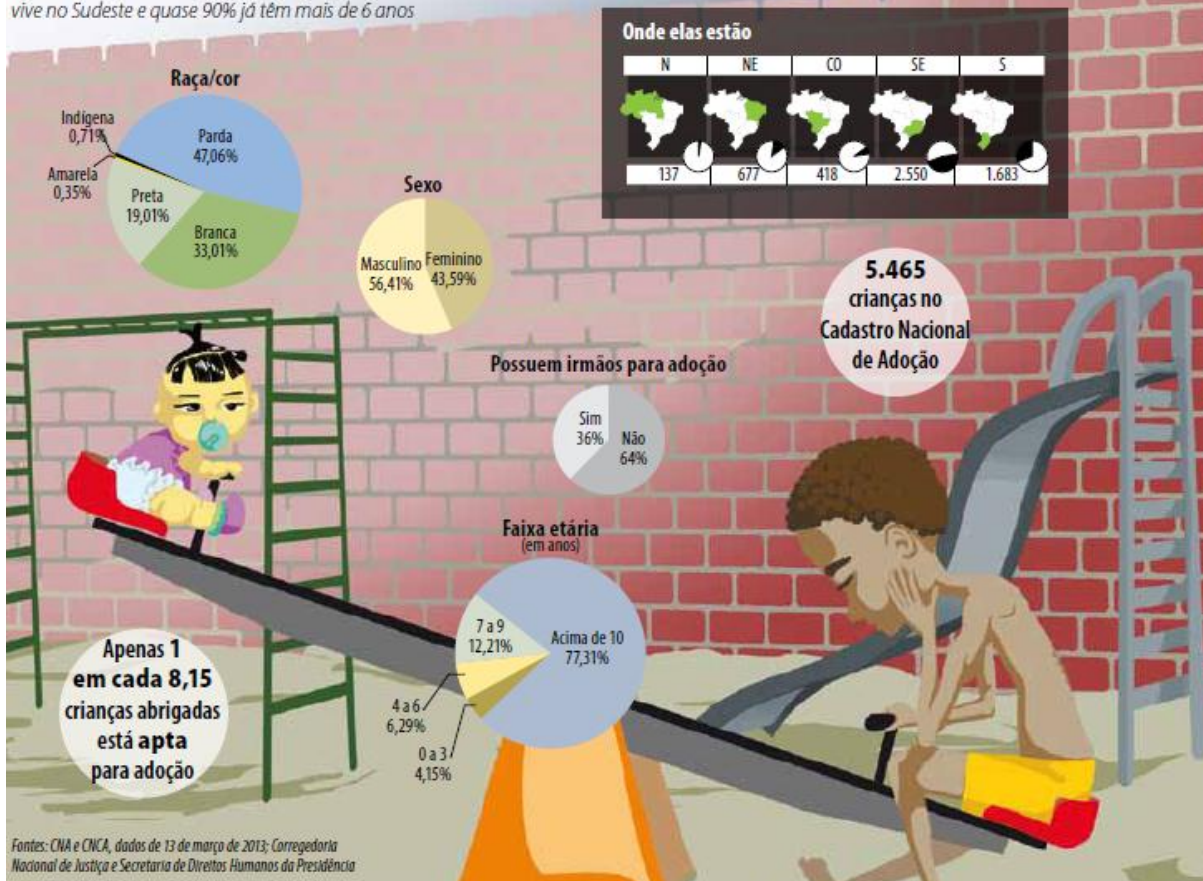 vive no Sudeste e quase 90% já têm mais de 6 anos
Onde elas estão
N NE CO SE S
137 677 418 2.550 1.683
Raça/cor
Indígena
0,71%
Parda
47,06%
Amarela
0,35%
Preta
19,01%
Branca
33,01%
Sexo
Masculino
56,41%
Feminino
43,59%
5.465
crianças no
Cadastro Nacional
de Adoção
Possuem irmãos para adoção
Sim
36%
Não
64%
Faixa etária
(em anos)
7 a 9
12,21%
Acima de 10
77,31%
4 a 6
6,29%
0 a 3
4,15%
Apenas 1
em cada 8,15
crianças abrigadas
está apta
para adoção
Fontes: CNA e CNCA, dados de 13 de março de 2013; Corregedoria
Nacional de Justiça e Secretaria de Direitos Humanos da Presidência